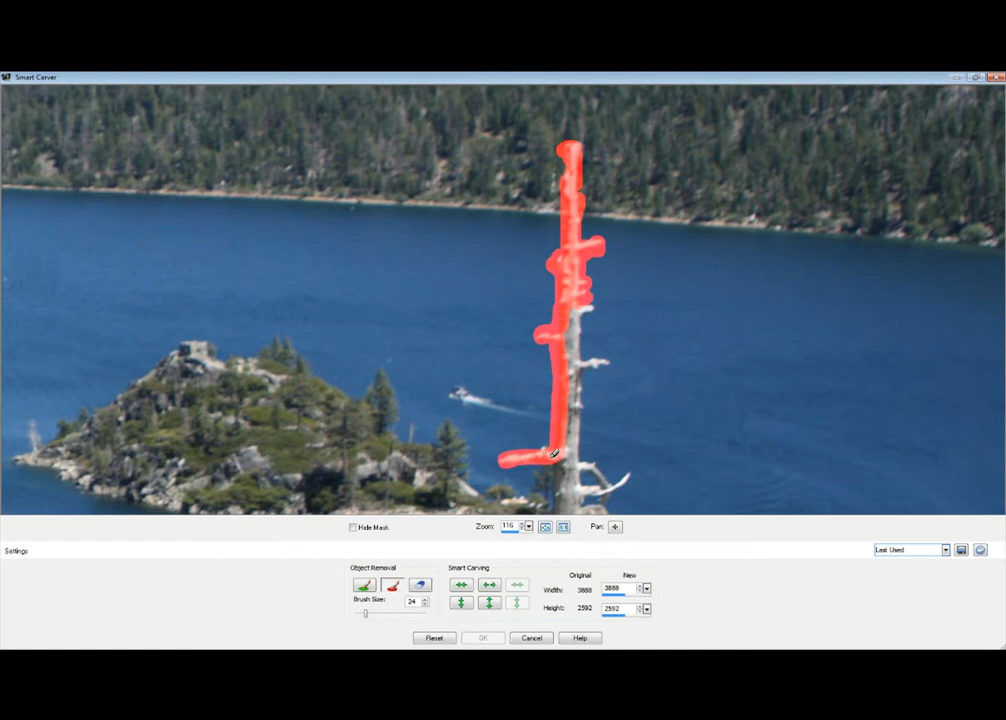 Smart Carver
Hide Mask
Zoom: 116
Pan:
Settings
Last Used
Object Removal
Brush Size: 24
Smart Carving
Original New
Width: 3888 3888
Height: 2592 2592
Reset OK Cancel Help